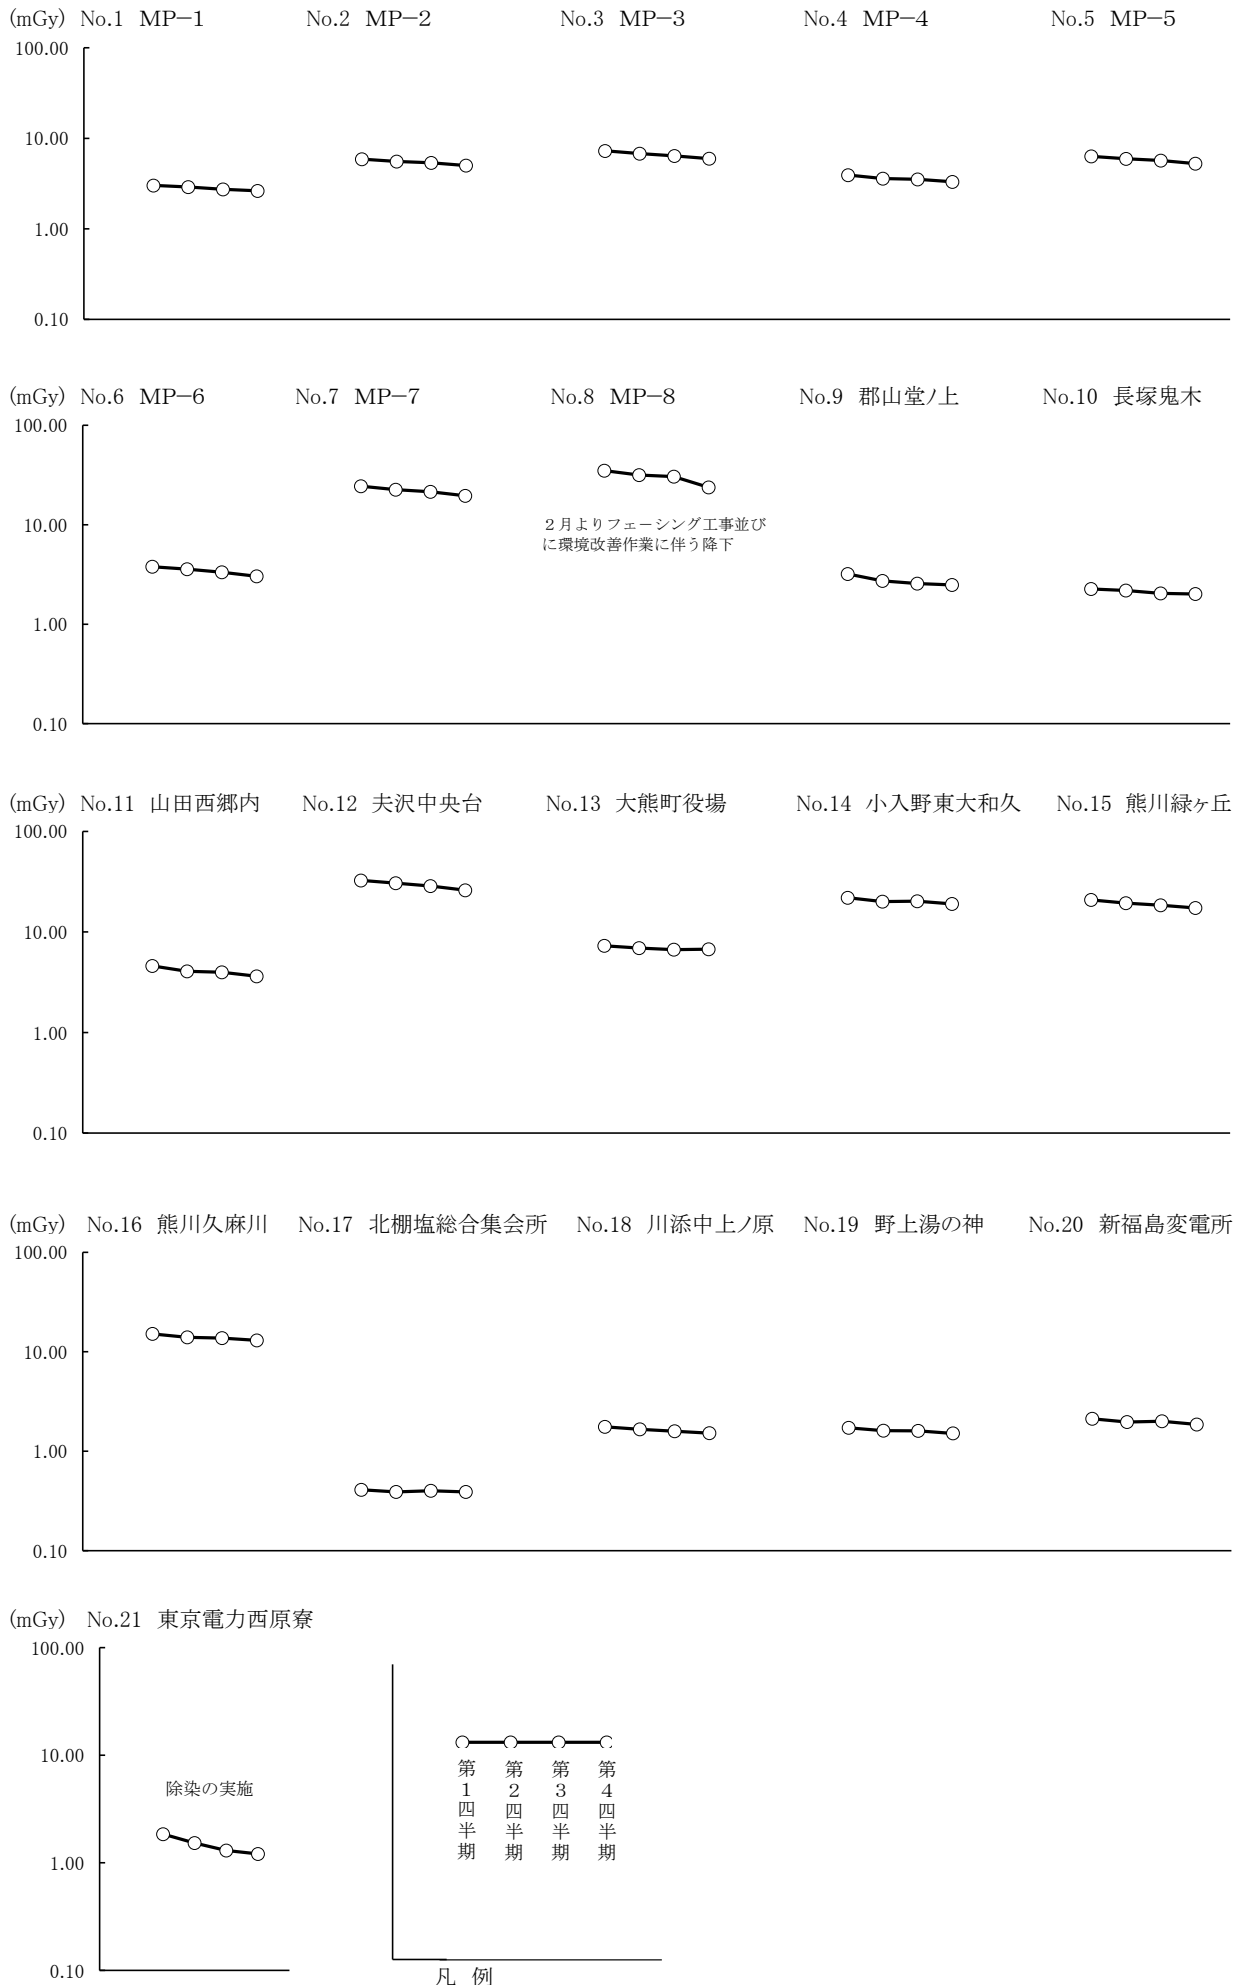 (mGy) No.1 MP−1 No.2 MP−2 No.3 MP−3 No.4 MP−4 No.5 MP−5
100.00
10.00
1.00
0.10
(mGy) No.6 MP−6 No.7 MP−7 No.8 MP−8 No.9 郡山堂ノ上 No.10 長塚鬼木
100.00
10.00
1.00
0.10
２月よりフェーシング工事並び
に環境改善作業に伴う降下
(mGy) No.11 山田西郷内 No.12 夫沢中央台 No.13 大熊町役場 No.14 小入野東大和久 No.15 熊川緑ヶ丘
100.00
10.00
1.00
0.10
(mGy) No.16 熊川久麻川 No.17 北棚塩総合集会所 No.18 川添中上ノ原 No.19 野上湯の神 No.20 新福島変電所
100.00
10.00
1.00
0.10
(mGy) No.21 東京電力西原寮
100.00
10.00
1.00
0.10
除染の実施
第１四半期
第２四半期
第３四半期
第４四半期
凡 例